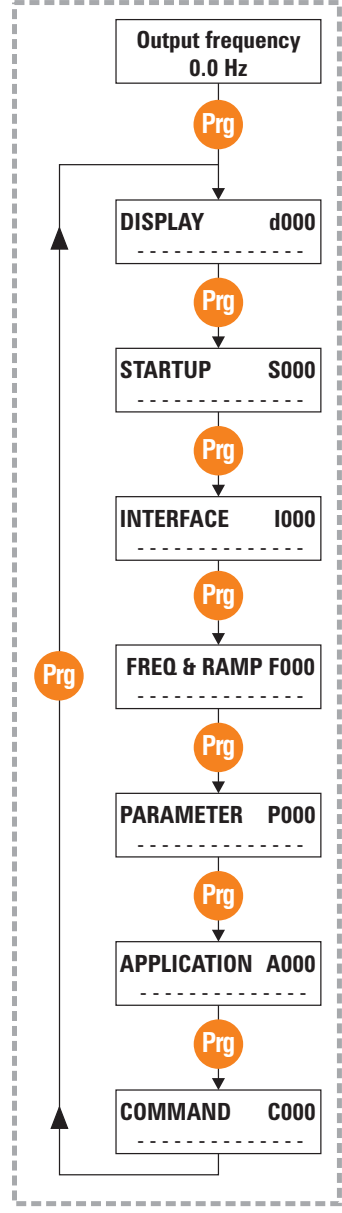 Output frequency
0.0 Hz
Prg
DISPLAY d000
- - - - - - - - - - - - - -
Prg
STARTUP S000
- - - - - - - - - - - - - -
Prg
INTERFACE I000
- - - - - - - - - - - - - -
Prg
FREQ & RAMP F000
- - - - - - - - - - - - - -
Prg
Prg
PARAMETER P000
- - - - - - - - - - - - - -
Prg
APPLICATION A000
- - - - - - - - - - - - - -
Prg
COMMAND C000
- - - - - - - - - - - - - -